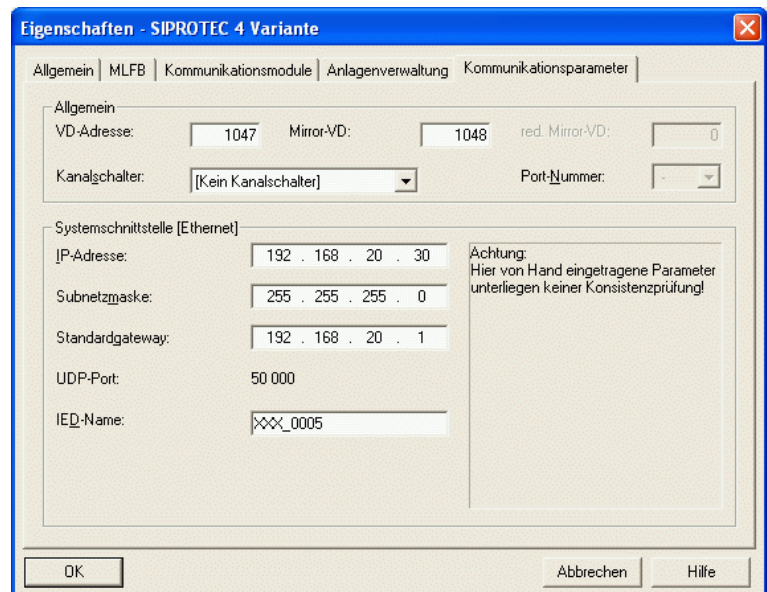 Eigenschaften - SIPROTEC 4 Variante
Allgemein MLFB Kommunikationsmodule Anlagenverwaltung Kommunikationsparameter
Allgemein
VD-Adresse: 1047 Mirror-VD: 1048 red. Mirror-VD: 0
Kanalschalter: [Kein Kanalschalter] Port-Nummer: -
Systemschnittstelle [Ethernet]
IP-Adresse: 192 . 168 . 20 . 30
Achtung:
Hier von Hand eingetragene Parameter
unterliegen keiner Konsistenzprüfung!
Subnetzmaske: 255 . 255 . 255 . 0
Standardgateway: 192 . 168 . 20 . 1
UDP-Port: 50 000
IED-Name: XXX_0005
OK Abbrechen Hilfe